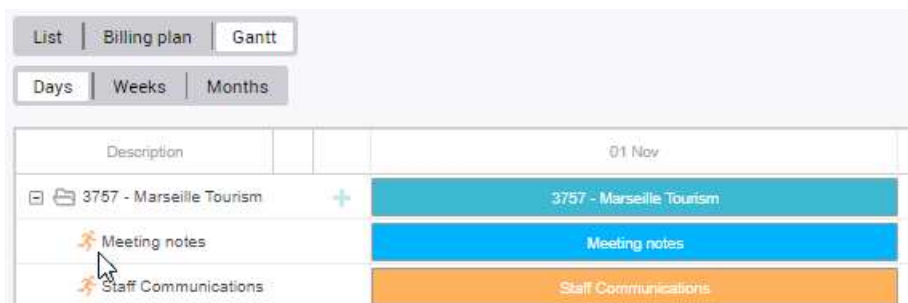 List Billing plan Gantt
Days Weeks Months
Description 01 Nov
3757 - Marseille Tourism 3757 - Marseille Tourism
Meeting notes Meeting notes
Staff Communications Staff Communications